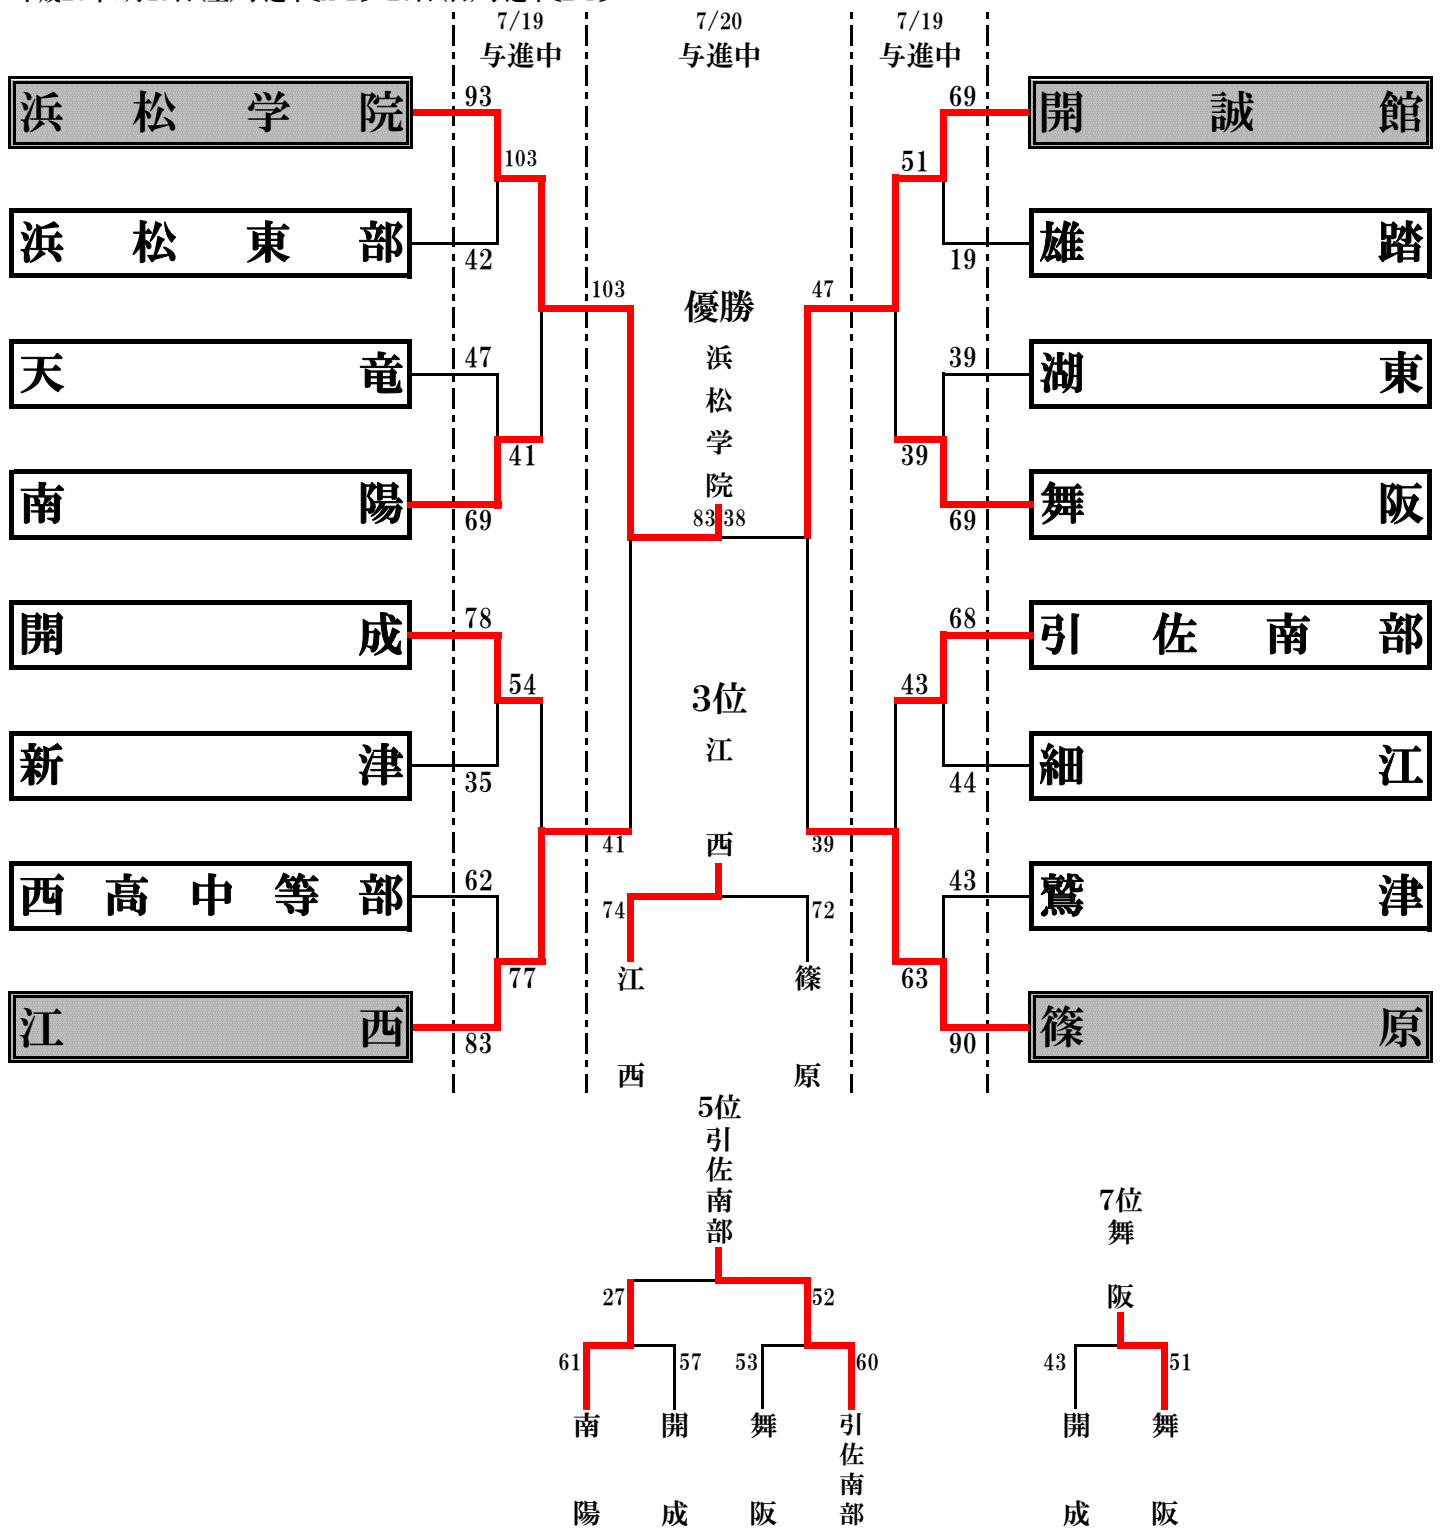 7/19
7/20
7/19
与進中
与進中
与進中
浜松学院
93
69
開誠館
103
51
浜松東部
42
19
雄踏
103
47
優勝
浜松学院
天竜
47
39
湖東
41
39
南陽
69
69
舞阪
83
38
開成
78
68
引佐南部
54
43
3位
江西
新津
35
44
細江
41
39
西高中等部
62
43
鷲津
74
72
77
63
江西
篠原
江西
83
90
篠原
5位
引佐南部
7位
舞阪
27
52
61
57
53
60
43
51
南陽
開成
舞阪
引佐南部
開成
舞阪